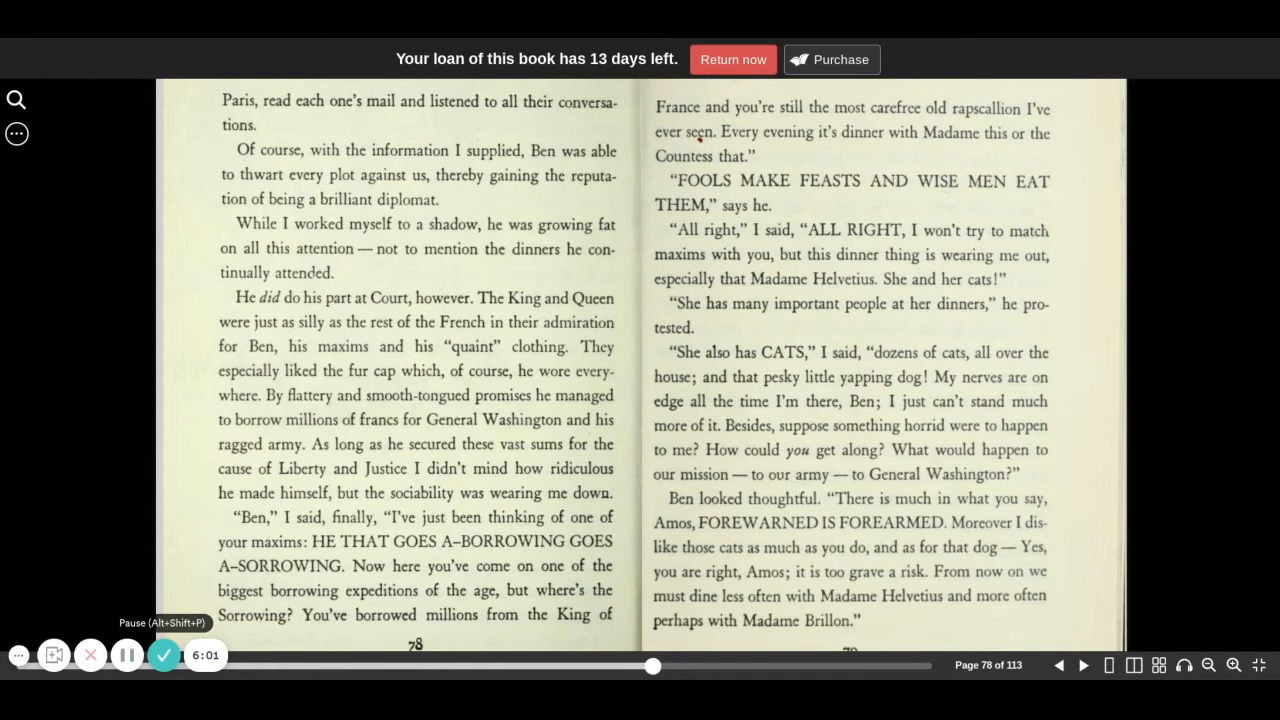 Your loan of this book has 13 days left.
Return now
Purchase
Paris, read each one's mail and listened to all their conversa-
tions.
Of course, with the information I supplied, Ben was able
to thwart every plot against us, thereby gaining the reputa-
tion of being a brilliant diplomat.
While I worked myself to a shadow, he was growing fat
on all this attention — not to mention the dinners he con-
tinually attended.
He did do his part at Court, however. The King and Queen
were just as silly as the rest of the French in their admiration
for Ben, his maxims and his “quaint” clothing. They
especially liked the fur cap which, of course, he wore every-
where. By flattery and smooth-tongued promises he managed
to borrow millions of francs for General Washington and his
ragged army. As long as he secured these vast sums for the
cause of Liberty and Justice I didn't mind how ridiculous
he made himself, but the sociability was wearing me down.
“Ben,” I said, finally, “I've just been thinking of one of
your maxims: HE THAT GOES A–BORROWING GOES
A–SORROWING. Now here you've come on one of the
biggest borrowing expeditions of the age, but where's the
Sorrowing? You've borrowed millions from the King of
78
France and you're still the most carefree old rapscallion I've
ever seen. Every evening it's dinner with Madame this or the
Countess that.”
“FOOLS MAKE FEASTS AND WISE MEN EAT
THEM,” says he.
“All right,” I said, “ALL RIGHT, I won't try to match
maxims with you, but this dinner thing is wearing me out,
especially that Madame Helvetius. She and her cats!”
“She has many important people at her dinners,” he pro-
tested.
“She also has CATS,” I said, “dozens of cats, all over the
house; and that pesky little yapping dog! My nerves are on
edge all the time I'm there, Ben; I just can't stand much
more of it. Besides, suppose something horrid were to happen
to me? How could you get along? What would happen to
our mission — to our army — to General Washington?”
Ben looked thoughtful. “There is much in what you say,
Amos, FOREWARNED IS FOREARMED. Moreover I dis-
like those cats as much as you do, and as for that dog — Yes,
you are right, Amos; it is too grave a risk. From now on we
must dine less often with Madame Helvetius and more often
perhaps with Madame Brillon.”
Pause (Alt+Shift+P)
6:01
Page 78 of 113